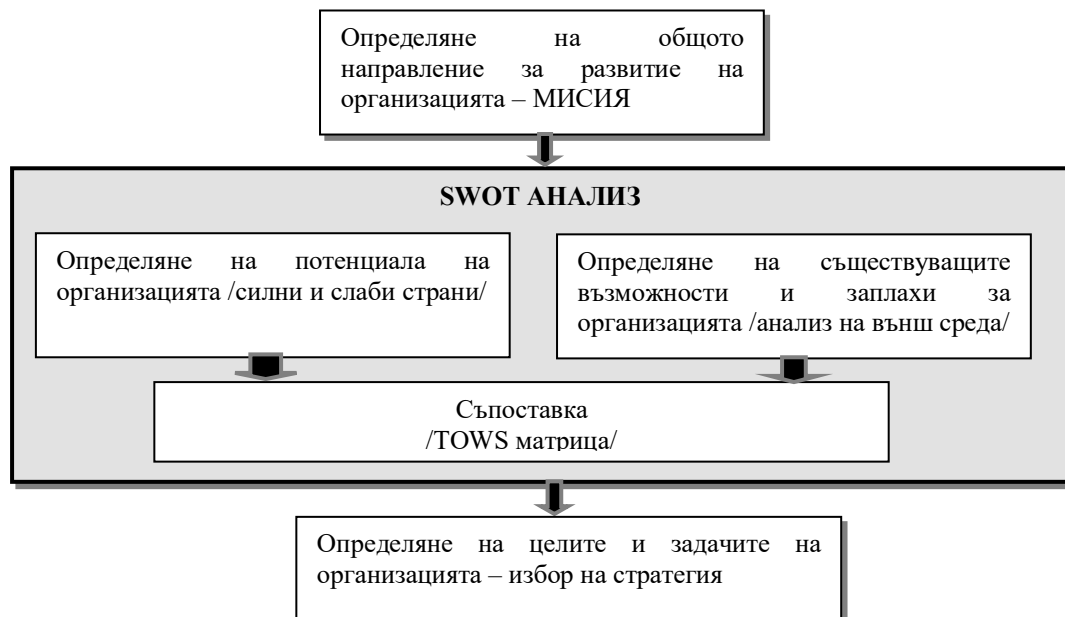 Определяне на общото
направление за развитие на
организацията – МИСИЯ
SWOT АНАЛИЗ
Определяне на потенциала на
организацията /силни и слаби страни/
Определяне на съществуващите
възможности и заплахи за
организацията /анализ на външ среда/
Съпоставка
/TOWS матрица/
Определяне на целите и задачите на
организацията – избор на стратегия